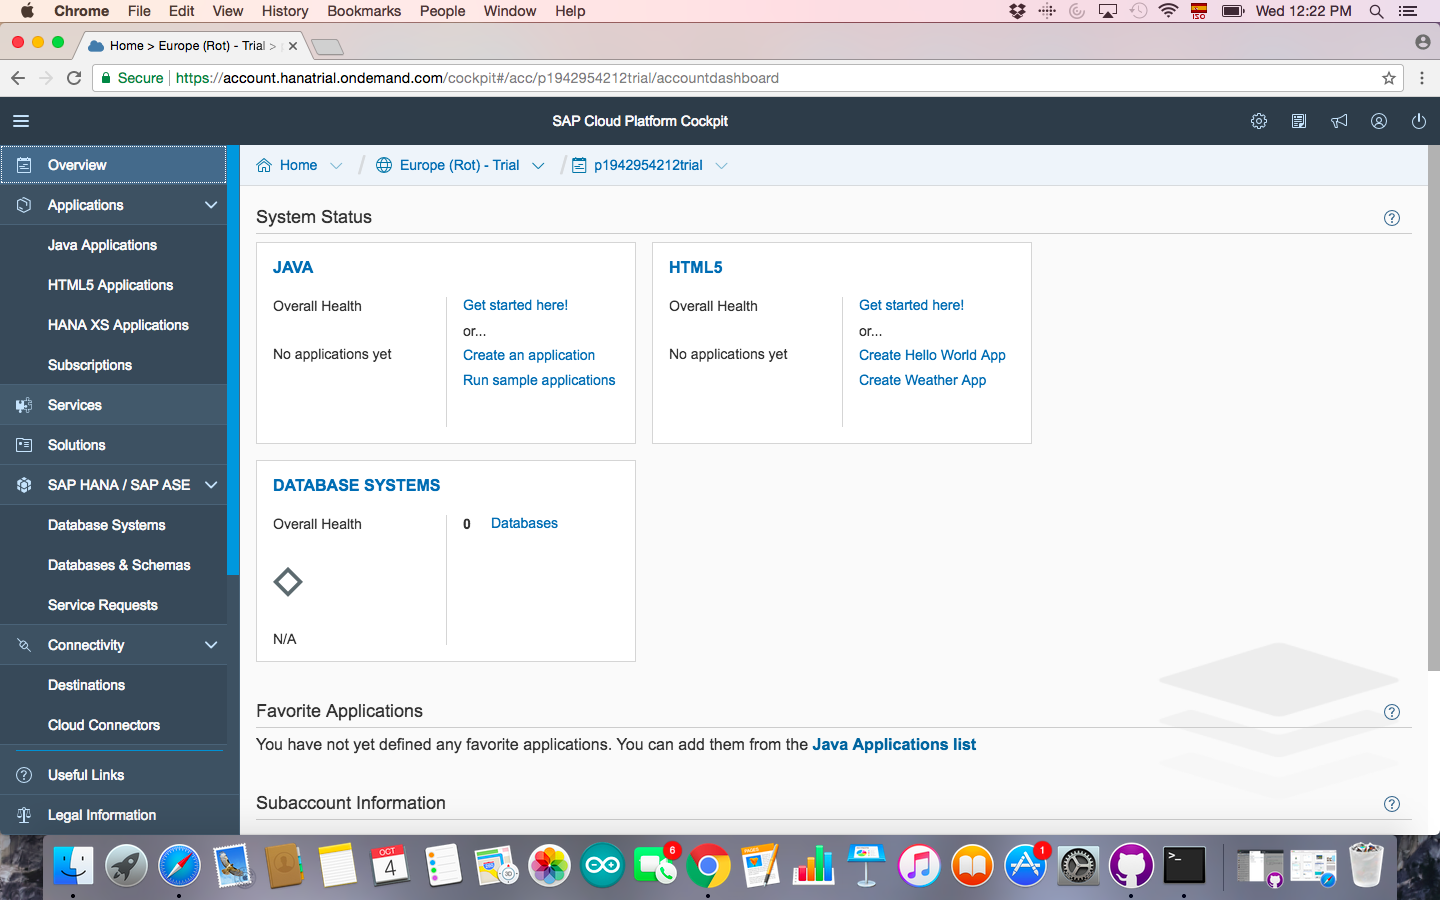 Chrome File Edit View History Bookmarks People Window Help
ISO
Wed 12:22 PM
Home > Europe (Rot) - Trial >
Secure https://account.hanatrial.ondemand.com/cockpit#/acc/p1942954212trial/accountdashboard
SAP Cloud Platform Cockpit
Overview
Applications
Java Applications
HTML5 Applications
HANA XS Applications
Subscriptions
Services
Solutions
SAP HANA / SAP ASE
Database Systems
Databases & Schemas
Service Requests
Connectivity
Destinations
Cloud Connectors
Useful Links
Legal Information
Home / Europe (Rot) - Trial / p1942954212trial
System Status
JAVA
Overall Health
No applications yet
Get started here!
or...
Create an application
Run sample applications
HTML5
Overall Health
No applications yet
Get started here!
or...
Create Hello World App
Create Weather App
DATABASE SYSTEMS
Overall Health
N/A
0 Databases
Favorite Applications
You have not yet defined any favorite applications. You can add them from the Java Applications list
Subaccount Information
OCT
4
3D
6
PAGES
1
>_